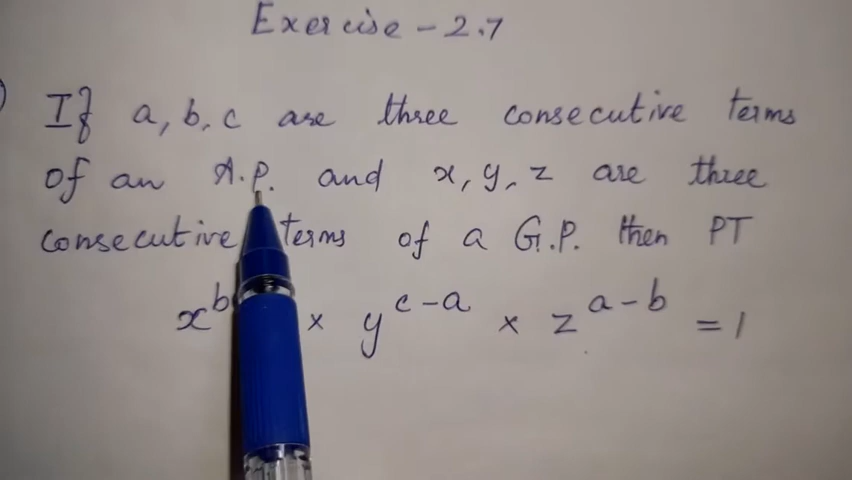 Exercise - 2.7
) If a, b, c are three consecutive terms
of an A.P. and x, y, z are three
consecutive terms of a G.P. then PT
x^b × y^{c-a} × z^{a-b} = 1